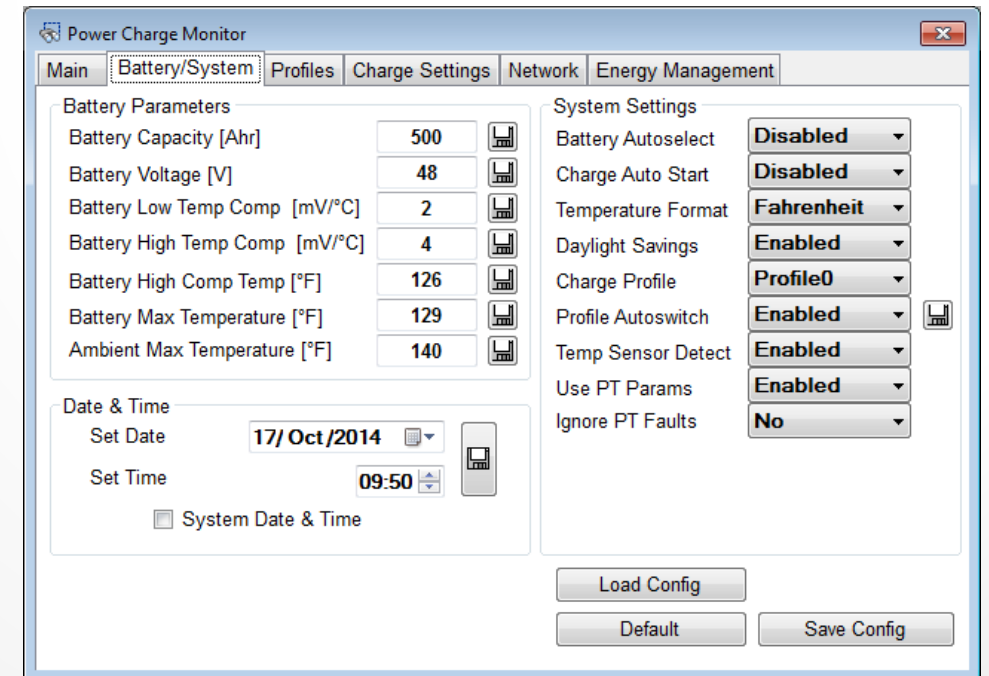 Power Charge Monitor
Main Battery/System Profiles Charge Settings Network Energy Management
Battery Parameters
Battery Capacity [Ahr] 500
Battery Voltage [V] 48
Battery Low Temp Comp [mV/°C] 2
Battery High Temp Comp [mV/°C] 4
Battery High Comp Temp [°F] 126
Battery Max Temperature [°F] 129
Ambient Max Temperature [°F] 140
Date & Time
Set Date 17/ Oct /2014
Set Time 09:50
System Date & Time
System Settings
Battery Autoselect Disabled
Charge Auto Start Disabled
Temperature Format Fahrenheit
Daylight Savings Enabled
Charge Profile Profile0
Profile Autoswitch Enabled
Temp Sensor Detect Enabled
Use PT Params Enabled
Ignore PT Faults No
Load Config
Default Save Config